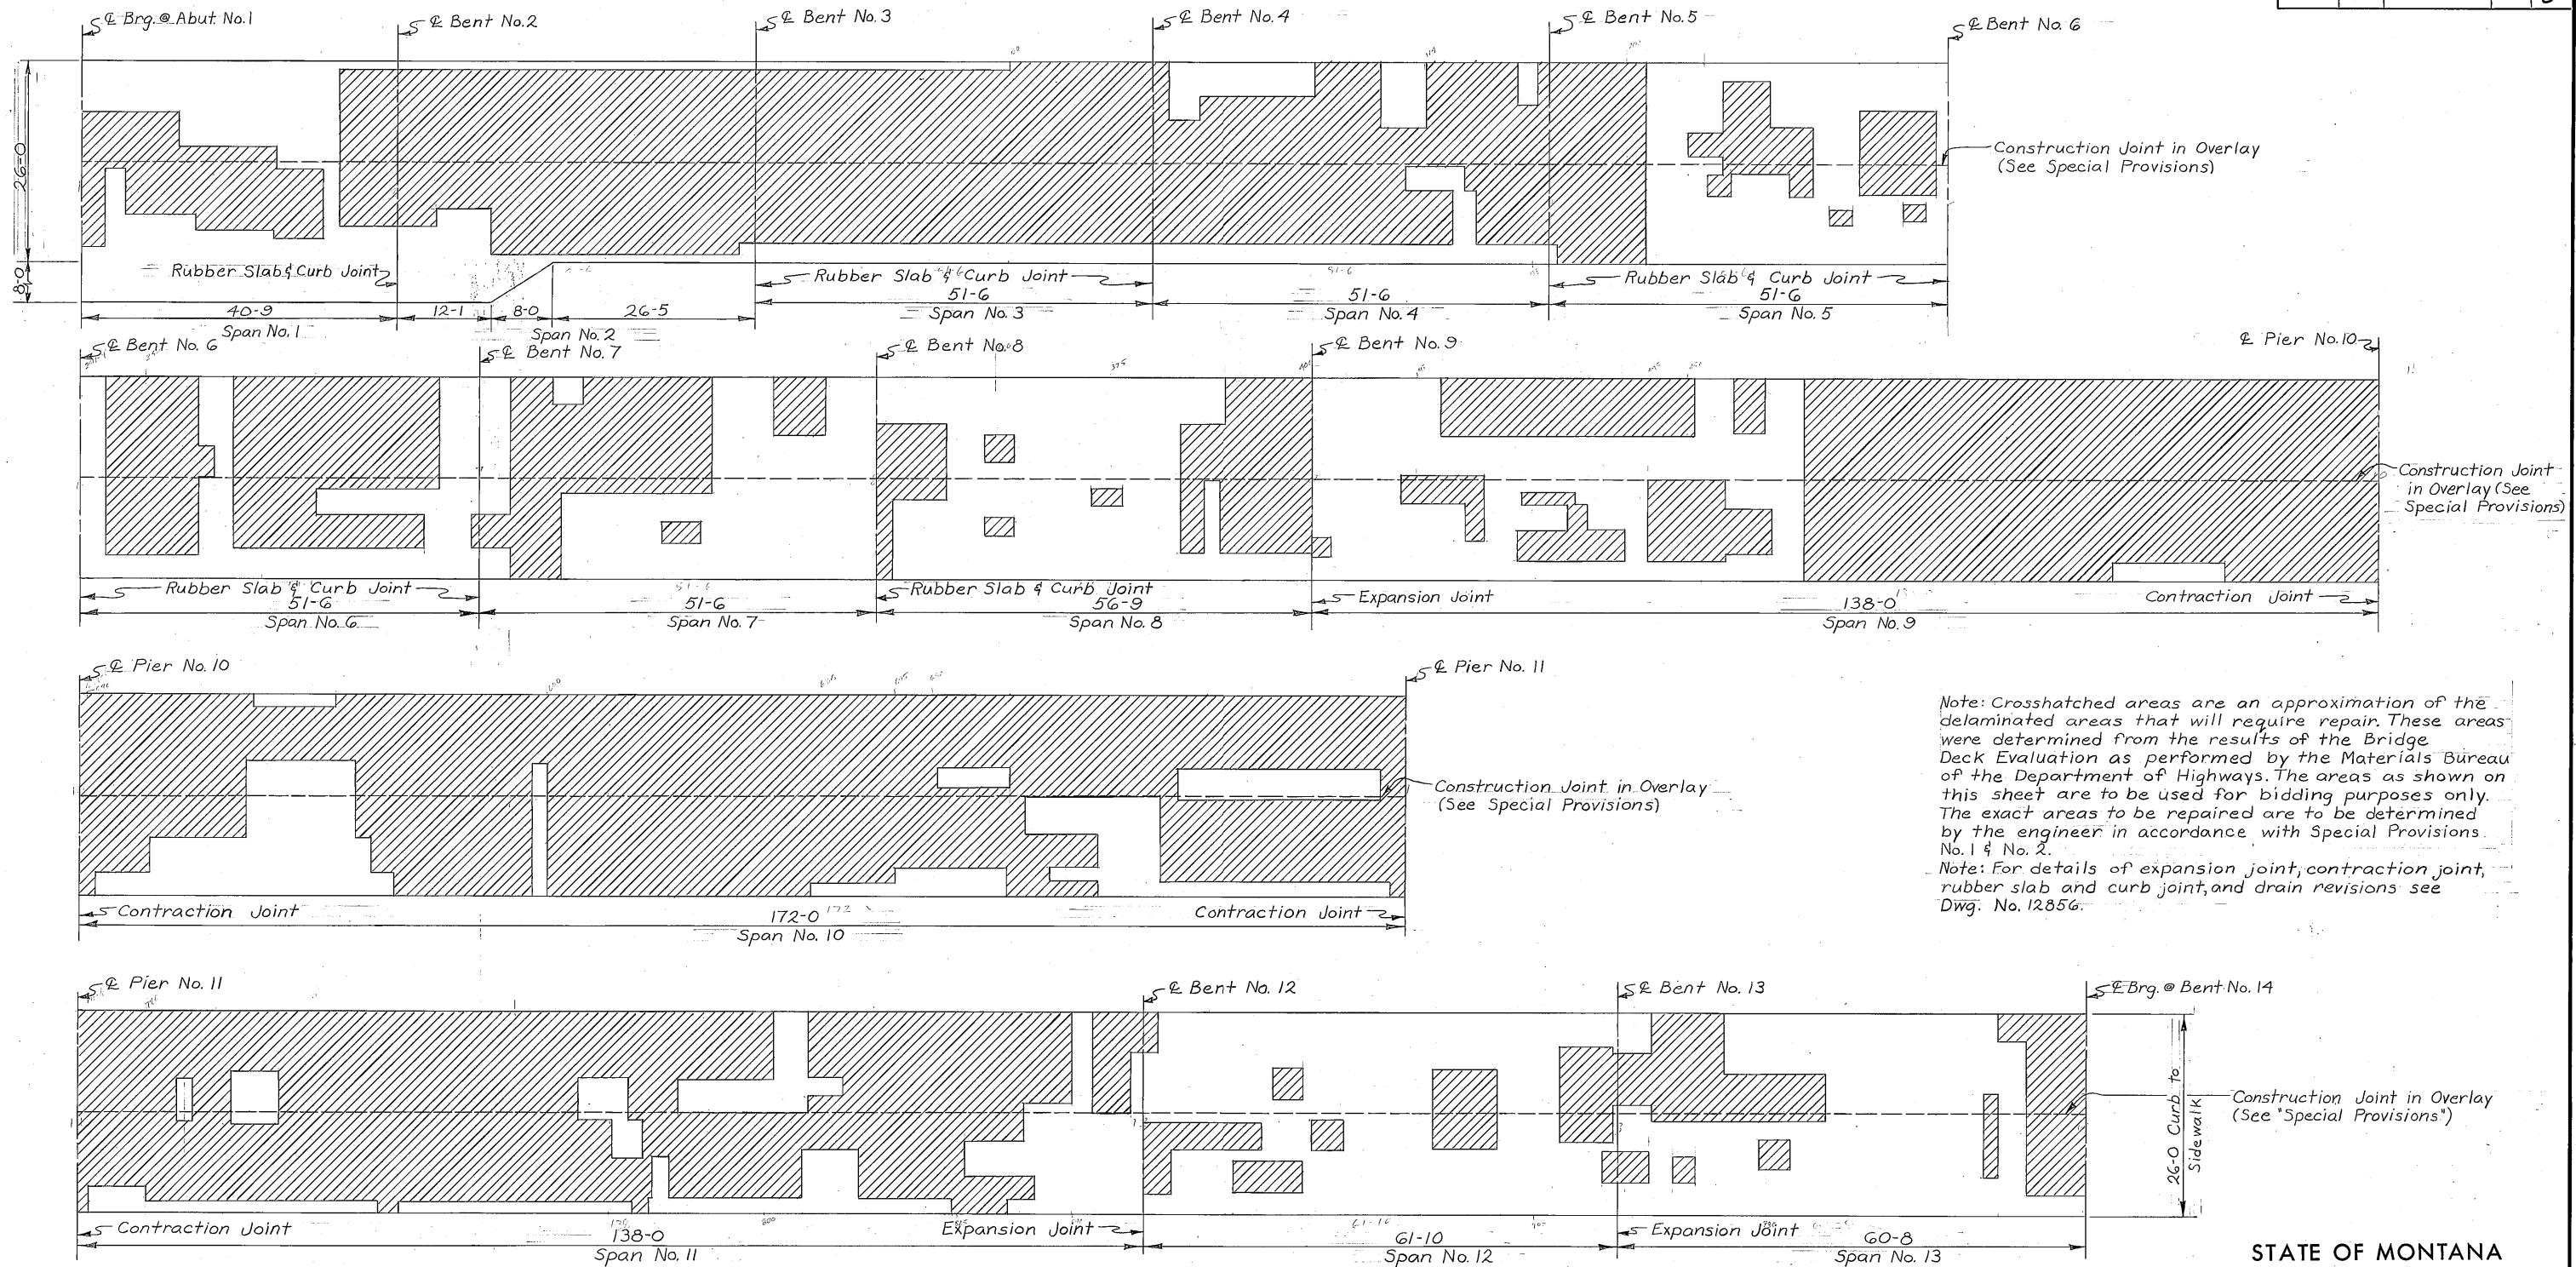 ℄ Brg. @ Abut No. 1
℄ Bent No. 2
℄ Bent No. 3
℄ Bent No. 4
℄ Bent No. 5
℄ Bent No. 6
26-0
8-0
Construction Joint in Overlay
(See Special Provisions)
Rubber Slab & Curb Joint
Rubber Slab & Curb Joint
Rubber Slab & Curb Joint
40-9
12-1
8-0
26-5
51-6
51-6
51-6
Span No. 1
Span No. 2
Span No. 3
Span No. 4
Span No. 5
℄ Bent No. 6
℄ Bent No. 7
℄ Bent No. 8
℄ Bent No. 9
℄ Pier No. 10
Construction Joint
in Overlay (See
Special Provisions)
Rubber Slab & Curb Joint
Rubber Slab & Curb Joint
Expansion Joint
Contraction Joint
51-6
51-6
56-9
138-0
Span No. 6
Span No. 7
Span No. 8
Span No. 9
℄ Pier No. 10
℄ Pier No. 11
Construction Joint in Overlay
(See Special Provisions)
Contraction Joint
172-0
Contraction Joint
Span No. 10
Note: Crosshatched areas are an approximation of the
delaminated areas that will require repair. These areas
were determined from the results of the Bridge
Deck Evaluation as performed by the Materials Bureau
of the Department of Highways. The areas as shown on
this sheet are to be used for bidding purposes only.
The exact areas to be repaired are to be determined
by the engineer in accordance with Special Provisions
No. 1 & No. 2.
Note: For details of expansion joint, contraction joint,
rubber slab and curb joint, and drain revisions see
Dwg. No. 12856.
℄ Pier No. 11
℄ Bent No. 12
℄ Bent No. 13
℄ Brg. @ Bent No. 14
26-0 Curb to
Sidewalk
Construction Joint in Overlay
(See "Special Provisions")
Contraction Joint
Expansion Joint
Expansion Joint
138-0
61-10
60-8
Span No. 11
Span No. 12
Span No. 13
STATE OF MONTANA